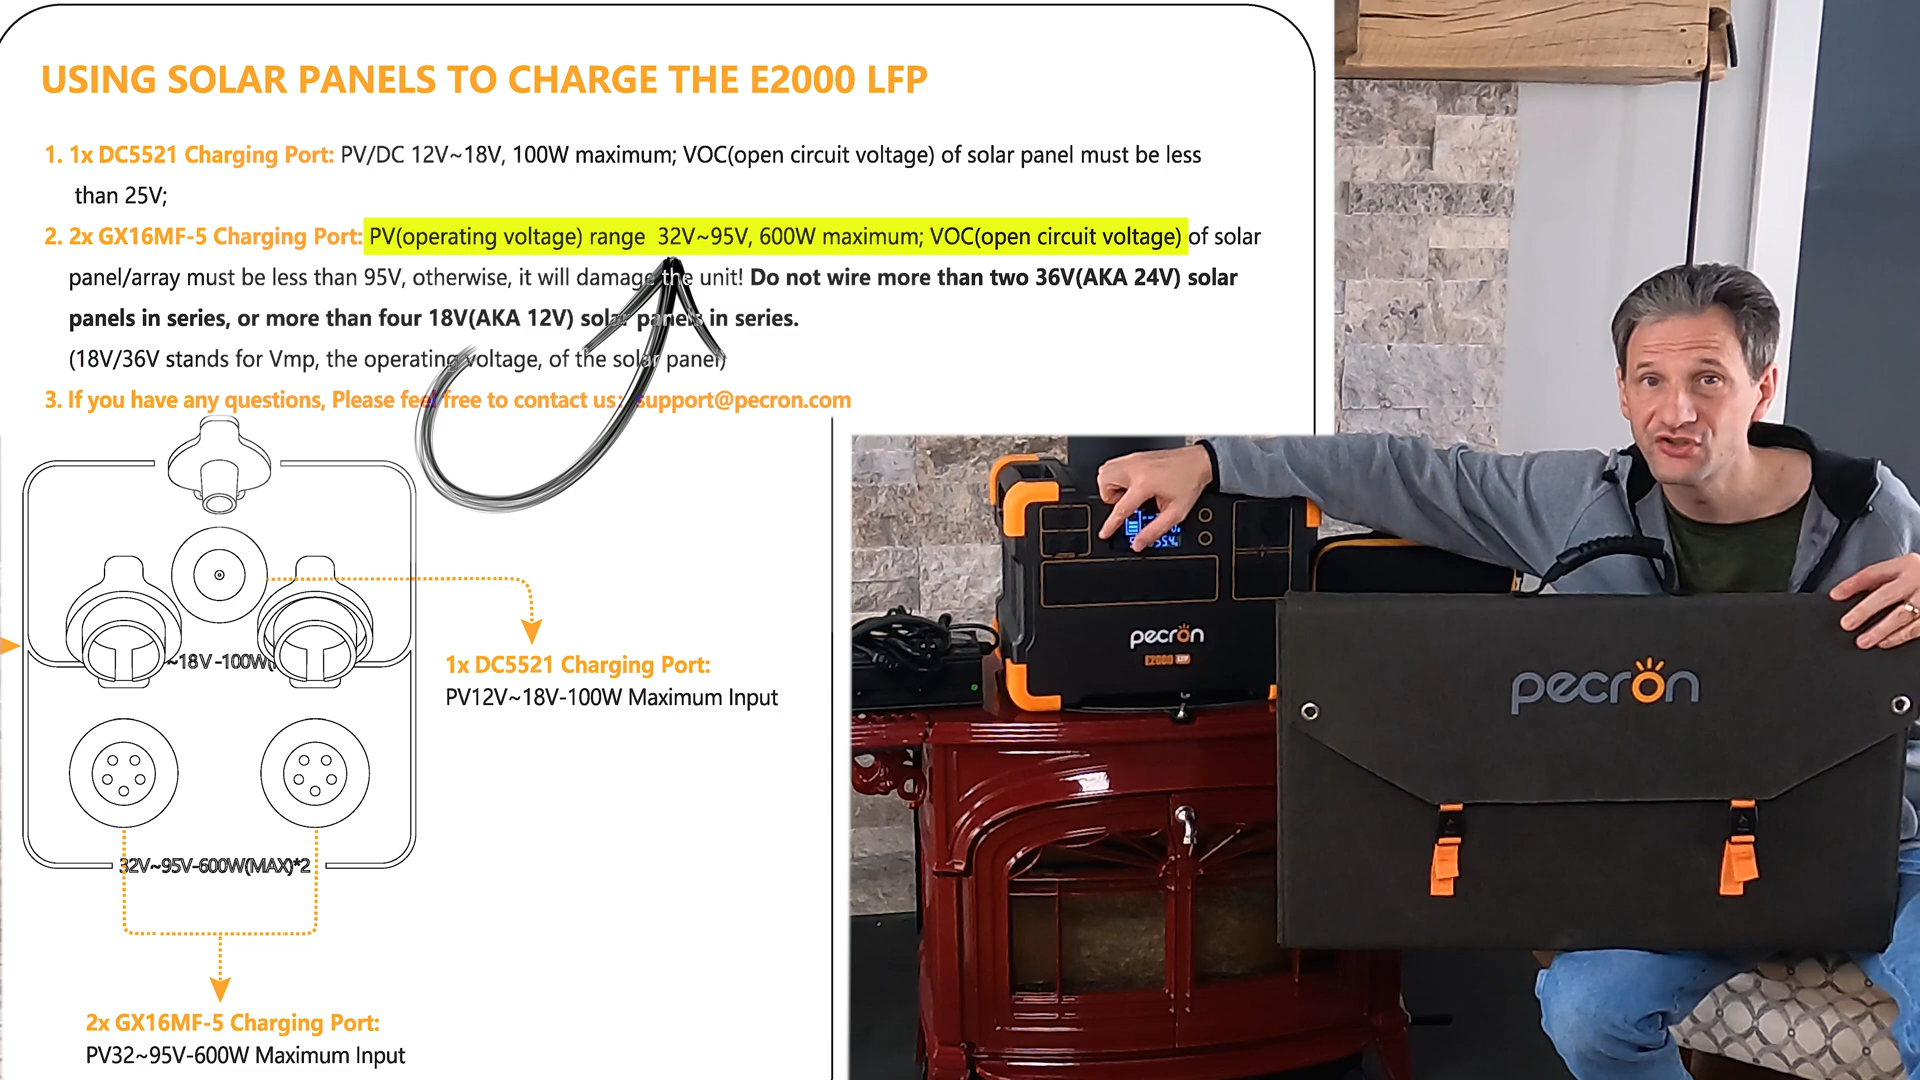 USING SOLAR PANELS TO CHARGE THE E2000 LFP
1. 1x DC5521 Charging Port: PV/DC 12V~18V, 100W maximum; VOC(open circuit voltage) of solar panel must be less
than 25V;
2. 2x GX16MF-5 Charging Port: PV(operating voltage) range 32V~95V, 600W maximum; VOC(open circuit voltage) of solar
panel/array must be less than 95V, otherwise, it will damage the unit! Do not wire more than two 36V(AKA 24V) solar
panels in series, or more than four 18V(AKA 12V) solar panels in series.
(18V/36V stands for Vmp, the operating voltage, of the solar panel)
3. If you have any questions, Please feel free to contact us: support@pecron.com
~18V-100W(
1x DC5521 Charging Port:
PV12V~18V-100W Maximum Input
32V~95V-600W(MAX)*2
2x GX16MF-5 Charging Port:
PV32~95V-600W Maximum Input
pecron
E2000 LFP
pecron